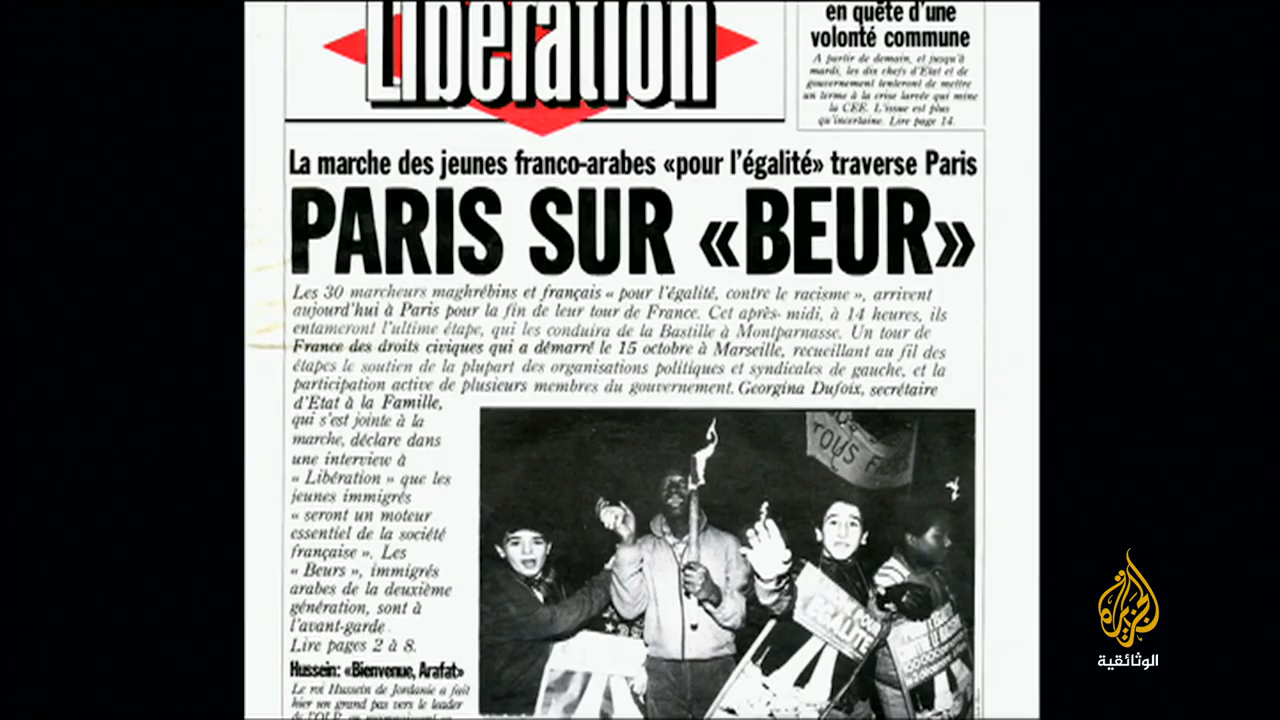 Libération
en quête d'une
volonté commune
A partir de demain, et jusqu'à
mardi, les dix chefs d'Etat et de
gouvernement tenteront de mettre
un terme à la crise larvée qui mine
la CEE. L'issue est plus
qu'incertaine. Lire page 14.
La marche des jeunes franco-arabes «pour l'égalité» traverse Paris
PARIS SUR «BEUR»
Les 30 marcheurs maghrébins et français « pour l'égalité, contre le racisme », arrivent
aujourd'hui à Paris pour la fin de leur tour de France. Cet après- midi, à 14 heures, ils
entameront l'ultime étape, qui les conduira de la Bastille à Montparnasse. Un tour de
France des droits civiques qui a démarré le 15 octobre à Marseille, recueillant au fil des
étapes le soutien de la plupart des organisations politiques et syndicales de gauche, et la
participation active de plusieurs membres du gouvernement. Georgina Dufoix, secrétaire
d'Etat à la Famille,
qui s'est jointe à la
marche, déclare dans
une interview à
« Libération » que les
jeunes immigrés
« seront un moteur
essentiel de la société
française ». Les
« Beurs », immigrés
arabes de la deuxième
génération, sont à
l'avant-garde.
Lire pages 2 à 8.
Hussein: «Bienvenue, Arafat»
Le roi Hussein de Jordanie a fait
hier un grand pas vers le leader
de l'OLP, en
TOUS
ÉGALITÉ
الجزيرة
الوثائقية